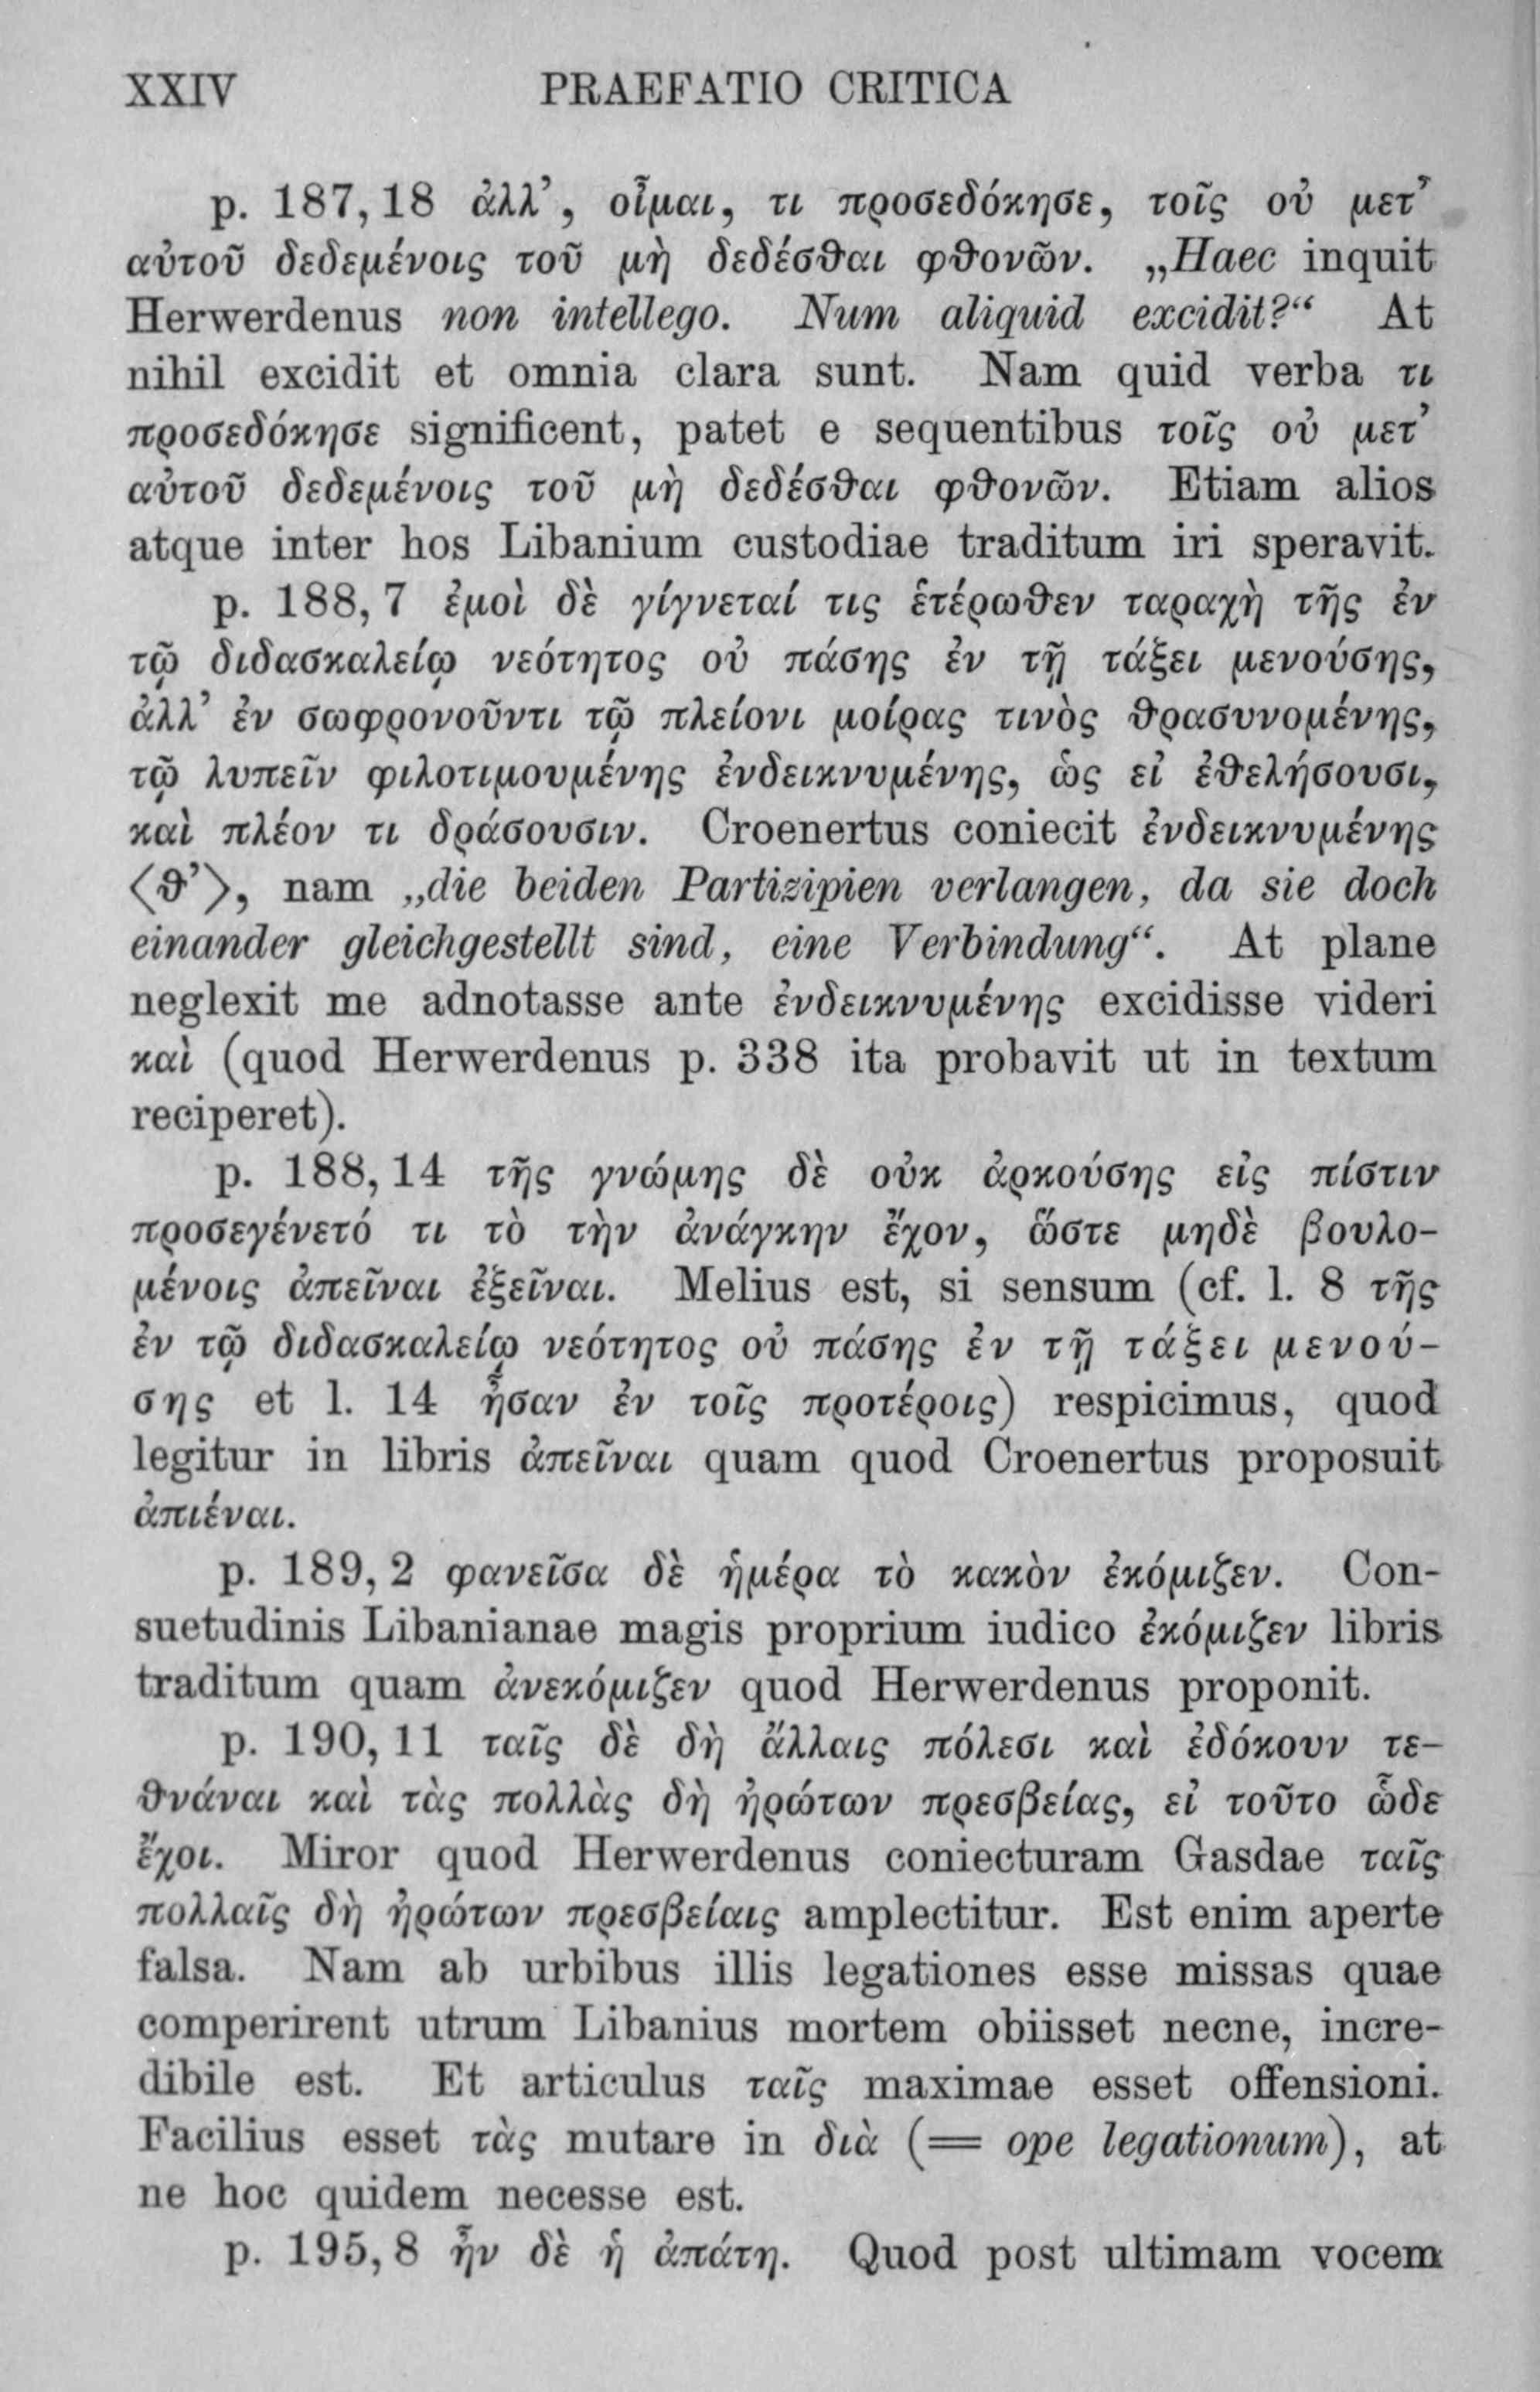 XXIV PRAEFATIO CRITICA
p. 187, 18 ἀλλ’, οἶμαι, τι προσεδόκησε, τοῖς οὐ μετ’
αὐτοῦ δεδεμένοις τοῦ μὴ δεδέσθαι φθονῶν. „Haec inquit
Herwerdenus non intellego. Num aliquid excidit?“ At
nihil excidit et omnia clara sunt. Nam quid verba τι
προσεδόκησε significent, patet e sequentibus τοῖς οὐ μετ’
αὐτοῦ δεδεμένοις τοῦ μὴ δεδέσθαι φθονῶν. Etiam alios
atque inter hos Libanium custodiae traditum iri speravit.
p. 188, 7 ἐμοὶ δὲ γίγνεταί τις ἑτέρωθεν ταραχὴ τῆς ἐν
τῷ διδασκαλείῳ νεότητος οὐ πάσης ἐν τῇ τάξει μενούσης,
ἀλλ’ ἐν σωφρονοῦντι τῷ πλείονι μοίρας τινὸς θρασυνομένης,
τῷ λυπεῖν φιλοτιμουμένης ἐνδεικνυμένης, ὡς εἰ ἐθελήσουσι,
καὶ πλέον τι δράσουσιν. Croenertus coniecit ἐνδεικνυμένης
⟨θ’⟩, nam „die beiden Partizipien verlangen, da sie doch
einander gleichgestellt sind, eine Verbindung“. At plane
neglexit me adnotasse ante ἐνδεικνυμένης excidisse videri
καὶ (quod Herwerdenus p. 338 ita probavit ut in textum
reciperet).
p. 188, 14 τῆς γνώμης δὲ οὐκ ἀρκούσης εἰς πίστιν
προσεγένετό τι τὸ τὴν ἀνάγκην ἔχον, ὥστε μηδὲ βουλο-
μένοις ἀπεῖναι ἐξεῖναι. Melius est, si sensum (cf. l. 8 τῆς
ἐν τῷ διδασκαλείῳ νεότητος οὐ πάσης ἐν τῇ τάξει μενού-
σης et l. 14 ἦσαν ἐν τοῖς προτέροις) respicimus, quod
legitur in libris ἀπεῖναι quam quod Croenertus proposuit
ἀπιέναι.
p. 189, 2 φανεῖσα δὲ ἡμέρα τὸ κακὸν ἐκόμιζεν. Con-
suetudinis Libanianae magis proprium iudico ἐκόμιζεν libris
traditum quam ἀνεκόμιζεν quod Herwerdenus proponit.
p. 190, 11 ταῖς δὲ δὴ ἄλλαις πόλεσι καὶ ἐδόκουν τε-
θνάναι καὶ τὰς πολλὰς δὴ ἠρώτων πρεσβείας, εἰ τοῦτο ὧδε
ἔχοι. Miror quod Herwerdenus coniecturam Gasdae ταῖς
πολλαῖς δὴ ἠρώτων πρεσβείαις amplectitur. Est enim aperte
falsa. Nam ab urbibus illis legationes esse missas quae
comperirent utrum Libanius mortem obiisset necne, incre-
dibile est. Et articulus ταῖς maximae esset offensioni.
Facilius esset τὰς mutare in διὰ (= ope legationum), at
ne hoc quidem necesse est.
p. 195, 8 ἦν δὲ ἡ ἀπάτη. Quod post ultimam vocem